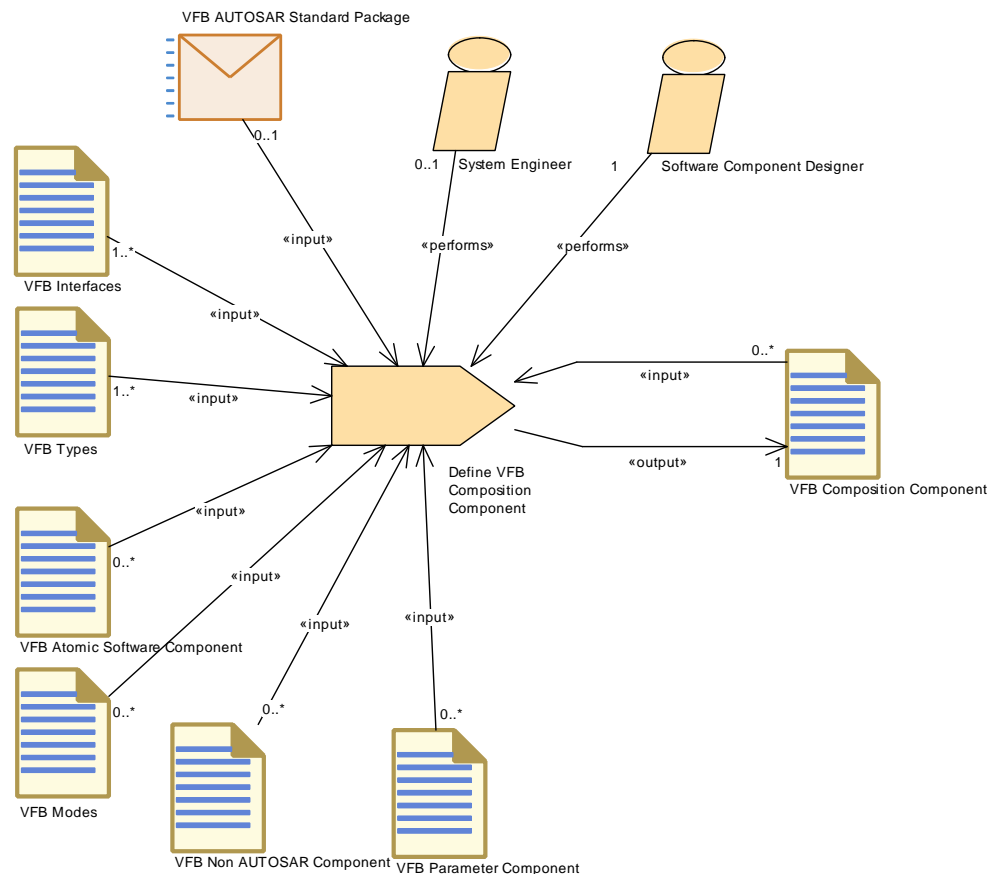 VFB AUTOSAR Standard Package
0..1
0..1
System Engineer
1
Software Component Designer
1..*
VFB Interfaces
«input»
«performs»
«performs»
«input»
1..*
VFB Types
«input»
0..*
«input»
«output»
1
VFB Composition Component
Define VFB
Composition
Component
«input»
0..*
VFB Atomic Software Component
«input»
«input»
«input»
0..*
VFB Modes
0..*
VFB Non AUTOSAR Component
0..*
VFB Parameter Component